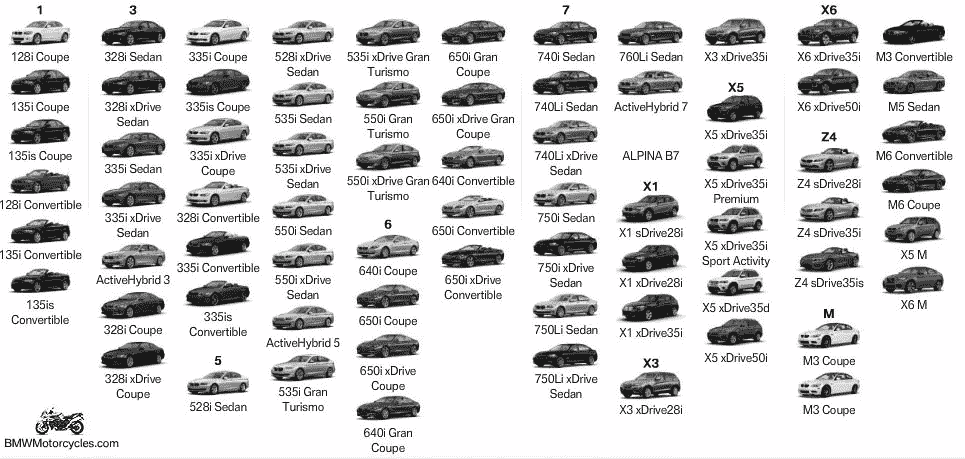 1
128i Coupe
135i Coupe
135is Coupe
128i Convertible
135i Convertible
135is
Convertible
3
328i Sedan
328i xDrive
Sedan
335i Sedan
335i xDrive
Sedan
ActiveHybrid 3
328i Coupe
328i xDrive
Coupe
335i Coupe
335is Coupe
335i xDrive
Coupe
328i Convertible
335i Convertible
335is
Convertible
5
528i Sedan
528i xDrive
Sedan
535i Sedan
535i xDrive
Sedan
550i Sedan
550i xDrive
Sedan
ActiveHybrid 5
535i Gran
Turismo
535i xDrive Gran
Turismo
550i Gran
Turismo
550i xDrive Gran
Turismo
6
640i Coupe
650i Coupe
650i xDrive
Coupe
640i Gran
Coupe
650i Gran
Coupe
650i xDrive Gran
Coupe
640i Convertible
650i Convertible
650i xDrive
Convertible
7
740i Sedan
740Li Sedan
740Li xDrive
Sedan
750i Sedan
750i xDrive
Sedan
750Li Sedan
750Li xDrive
Sedan
760Li Sedan
ActiveHybrid 7
ALPINA B7
X1
X1 sDrive28i
X1 xDrive28i
X1 xDrive35i
X3
X3 xDrive28i
X3 xDrive35i
X5
X5 xDrive35i
X5 xDrive35i
Premium
X5 xDrive35i
Sport Activity
X5 xDrive35d
X5 xDrive50i
X6
X6 xDrive35i
X6 xDrive50i
Z4
Z4 sDrive28i
Z4 sDrive35i
Z4 sDrive35is
M
M3 Coupe
M3 Coupe
M3 Convertible
M5 Sedan
M6 Convertible
M6 Coupe
X5 M
X6 M
BMWMotorcycles.com